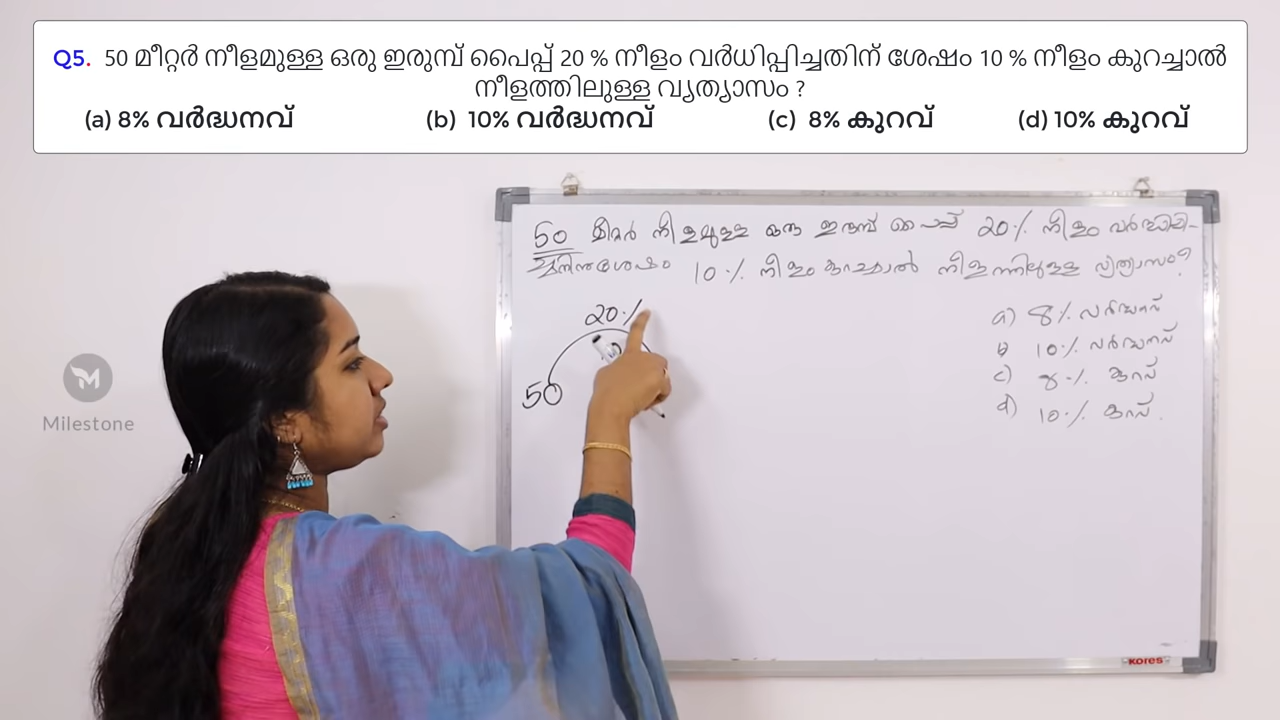 Q5. 50 മീറ്റർ നീളമുള്ള ഒരു ഇരുമ്പ് പൈപ്പ് 20 % നീളം വർധിപ്പിച്ചതിന് ശേഷം 10 % നീളം കുറച്ചാൽ
നീളത്തിലുള്ള വ്യത്യാസം ?
(a) 8% വർദ്ധനവ് (b) 10% വർദ്ധനവ് (c) 8% കുറവ് (d) 10% കുറവ്
50 മീറ്റർ നീളമുള്ള ഒരു ഇരുമ്പ് പൈപ്പ് 20% നീളം വർദ്ധിപ്പി-
ച്ചതിനുശേഷം 10% നീളം കുറച്ചാൽ നീളത്തിലുള്ള വ്യത്യാസം?
20%
50
a) 8% വർദ്ധനവ്
b) 10% വർദ്ധനവ്
c) 8% കുറവ്
d) 10% കുറവ്.
Milestone
KORES